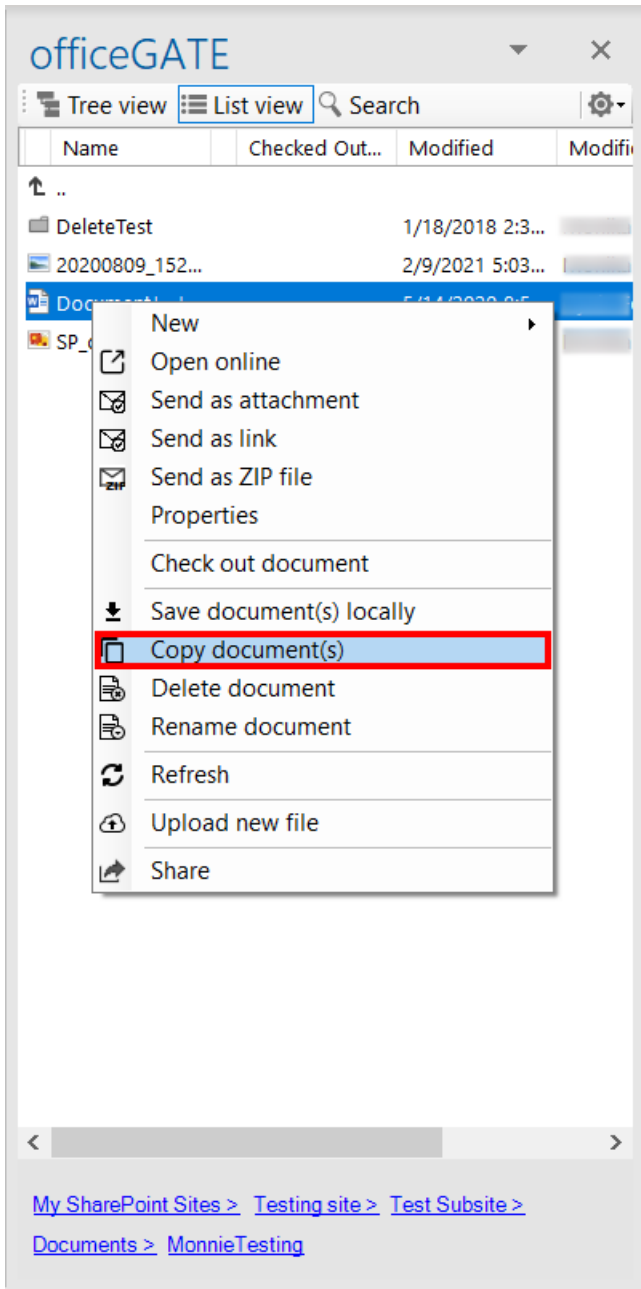 officeGATE
Tree view List view Search
Name Checked Out... Modified Modifi
..
DeleteTest 1/18/2018 2:3...
20200809_152... 2/9/2021 5:03...
New
SP_
Open online
Send as attachment
Send as link
Send as ZIP file
ZIP
Properties
Check out document
Save document(s) locally
Copy document(s)
Delete document
Rename document
Refresh
Upload new file
Share
My SharePoint Sites > Testing site > Test Subsite >
Documents > MonnieTesting